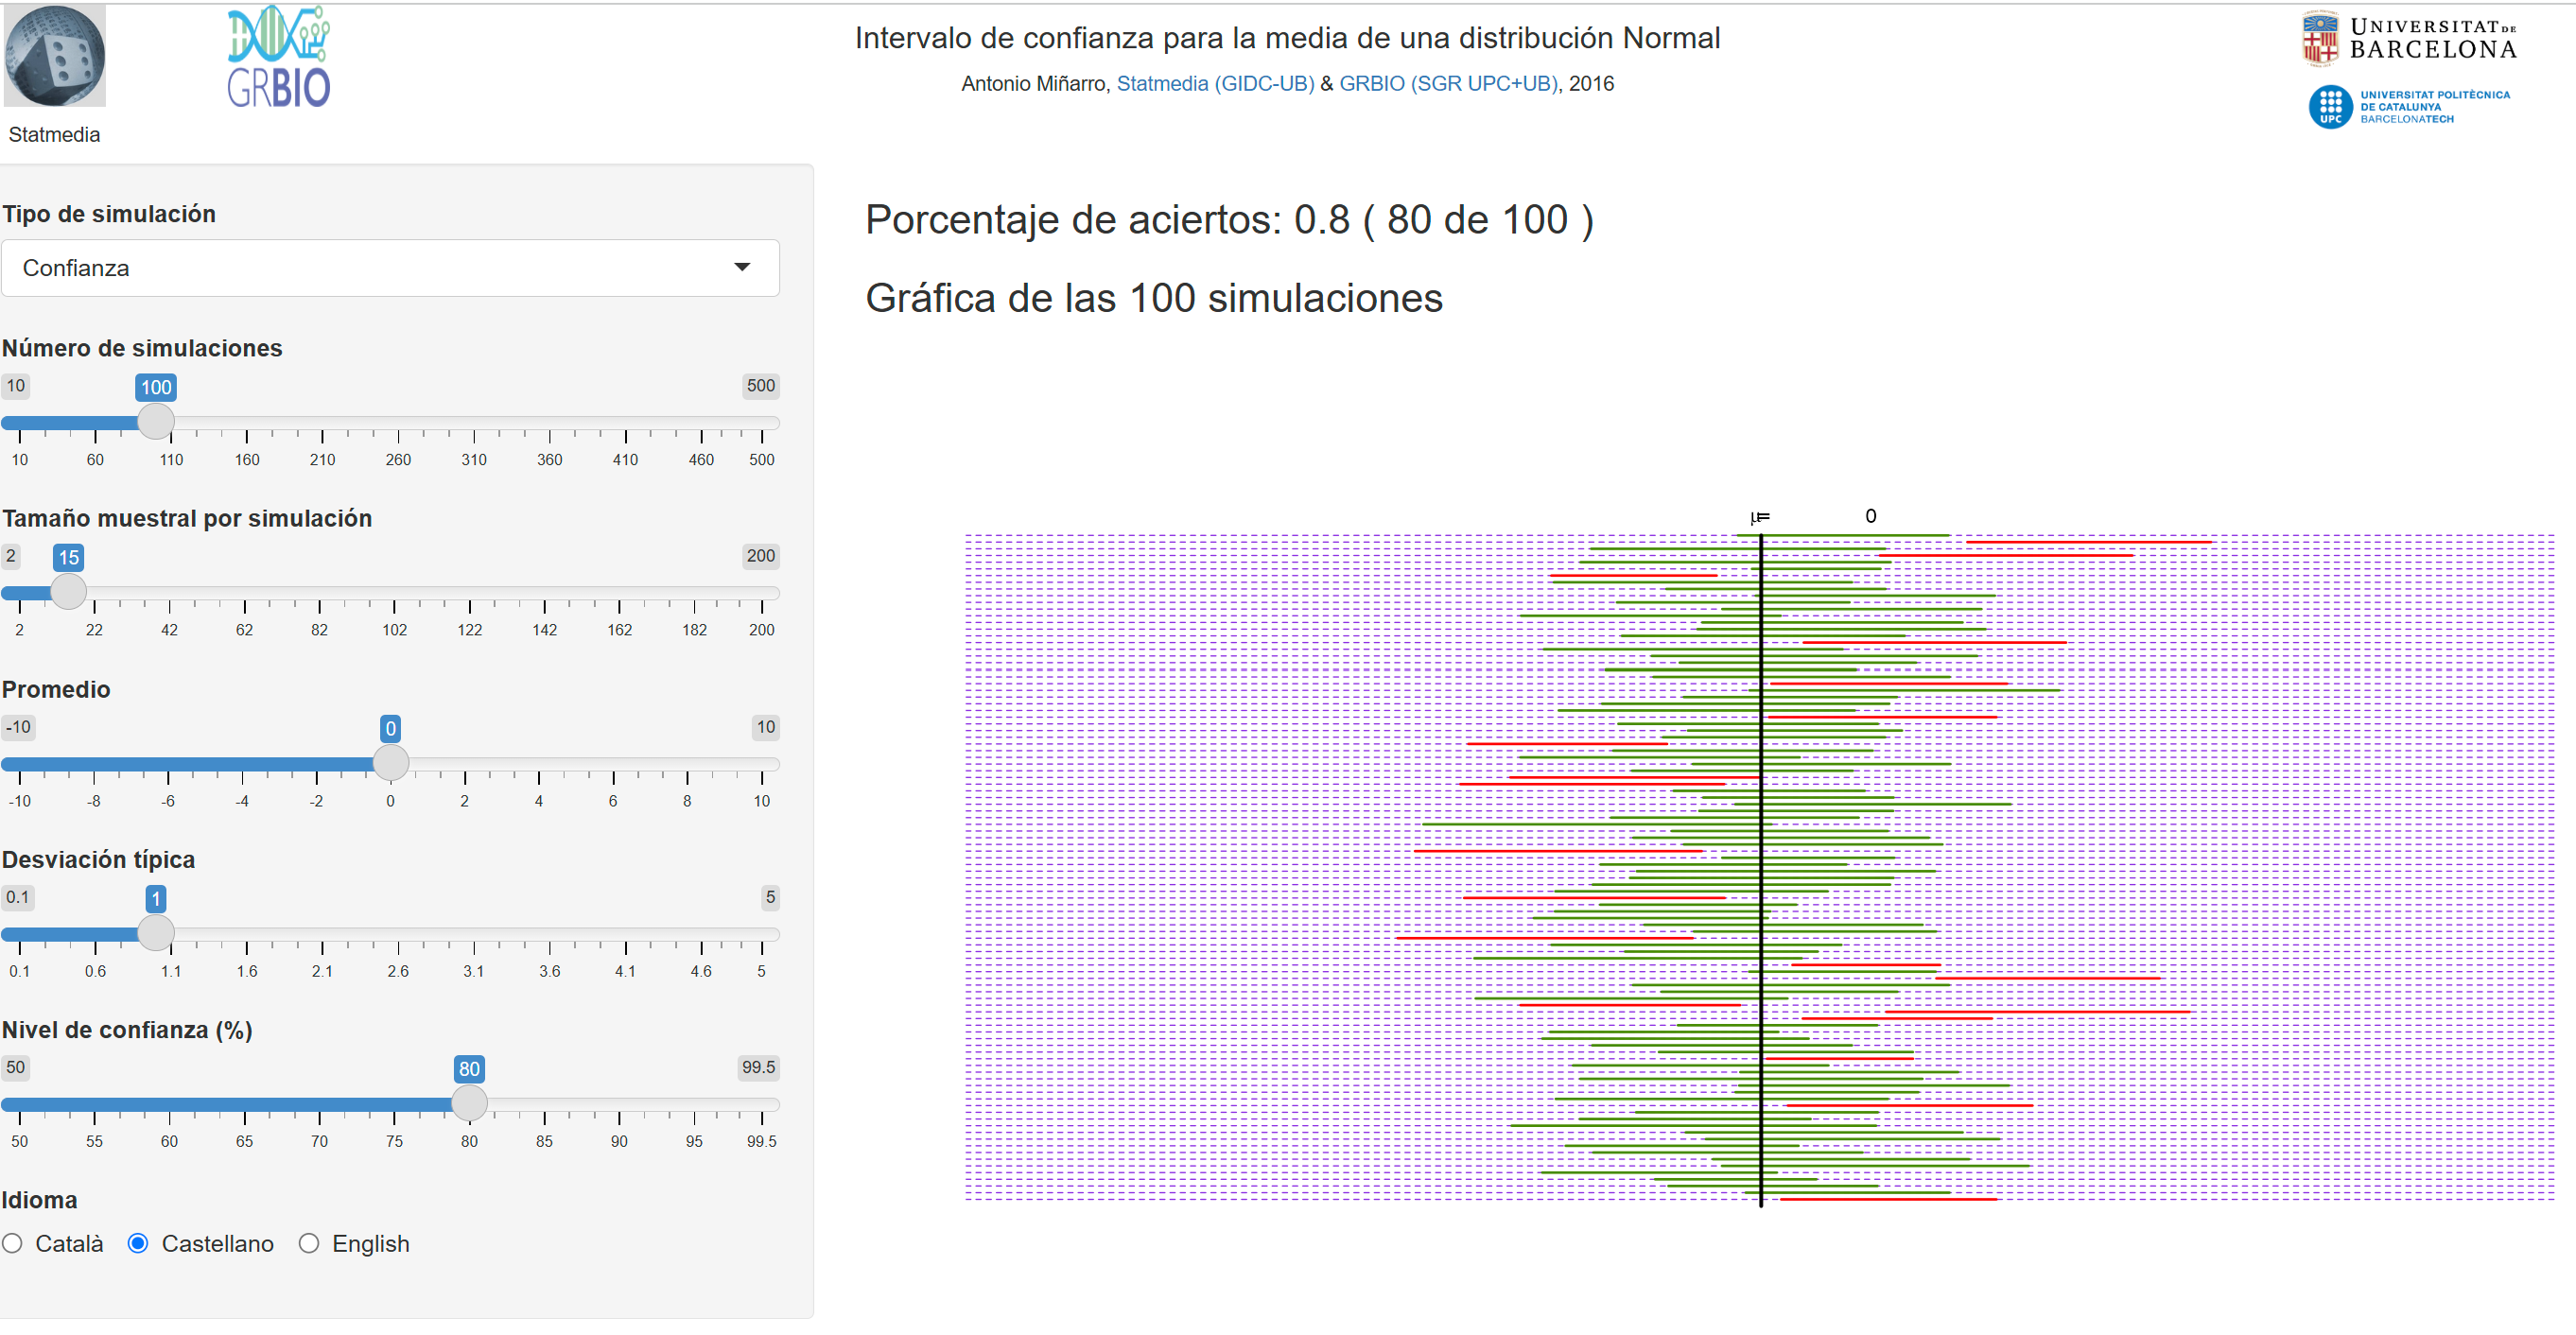 Statmedia
GRBIO
Intervalo de confianza para la media de una distribución Normal
Antonio Miñarro, Statmedia (GIDC-UB) & GRBIO (SGR UPC+UB), 2016
UNIVERSITAT DE
BARCELONA
UPC
UNIVERSITAT POLITÈCNICA
DE CATALUNYA
BARCELONATECH
Tipo de simulación
Confianza
Número de simulaciones
10 100 500
10 60 110 160 210 260 310 360 410 460 500
Tamaño muestral por simulación
2 15 200
2 22 42 62 82 102 122 142 162 182 200
Promedio
-10 0 10
-10 -8 -6 -4 -2 0 2 4 6 8 10
Desviación típica
0.1 1 5
0.1 0.6 1.1 1.6 2.1 2.6 3.1 3.6 4.1 4.6 5
Nivel de confianza (%)
50 80 99.5
50 55 60 65 70 75 80 85 90 95 99.5
Idioma
Català Castellano English
Porcentaje de aciertos: 0.8 ( 80 de 100 )
Gráfica de las 100 simulaciones
μ= 0